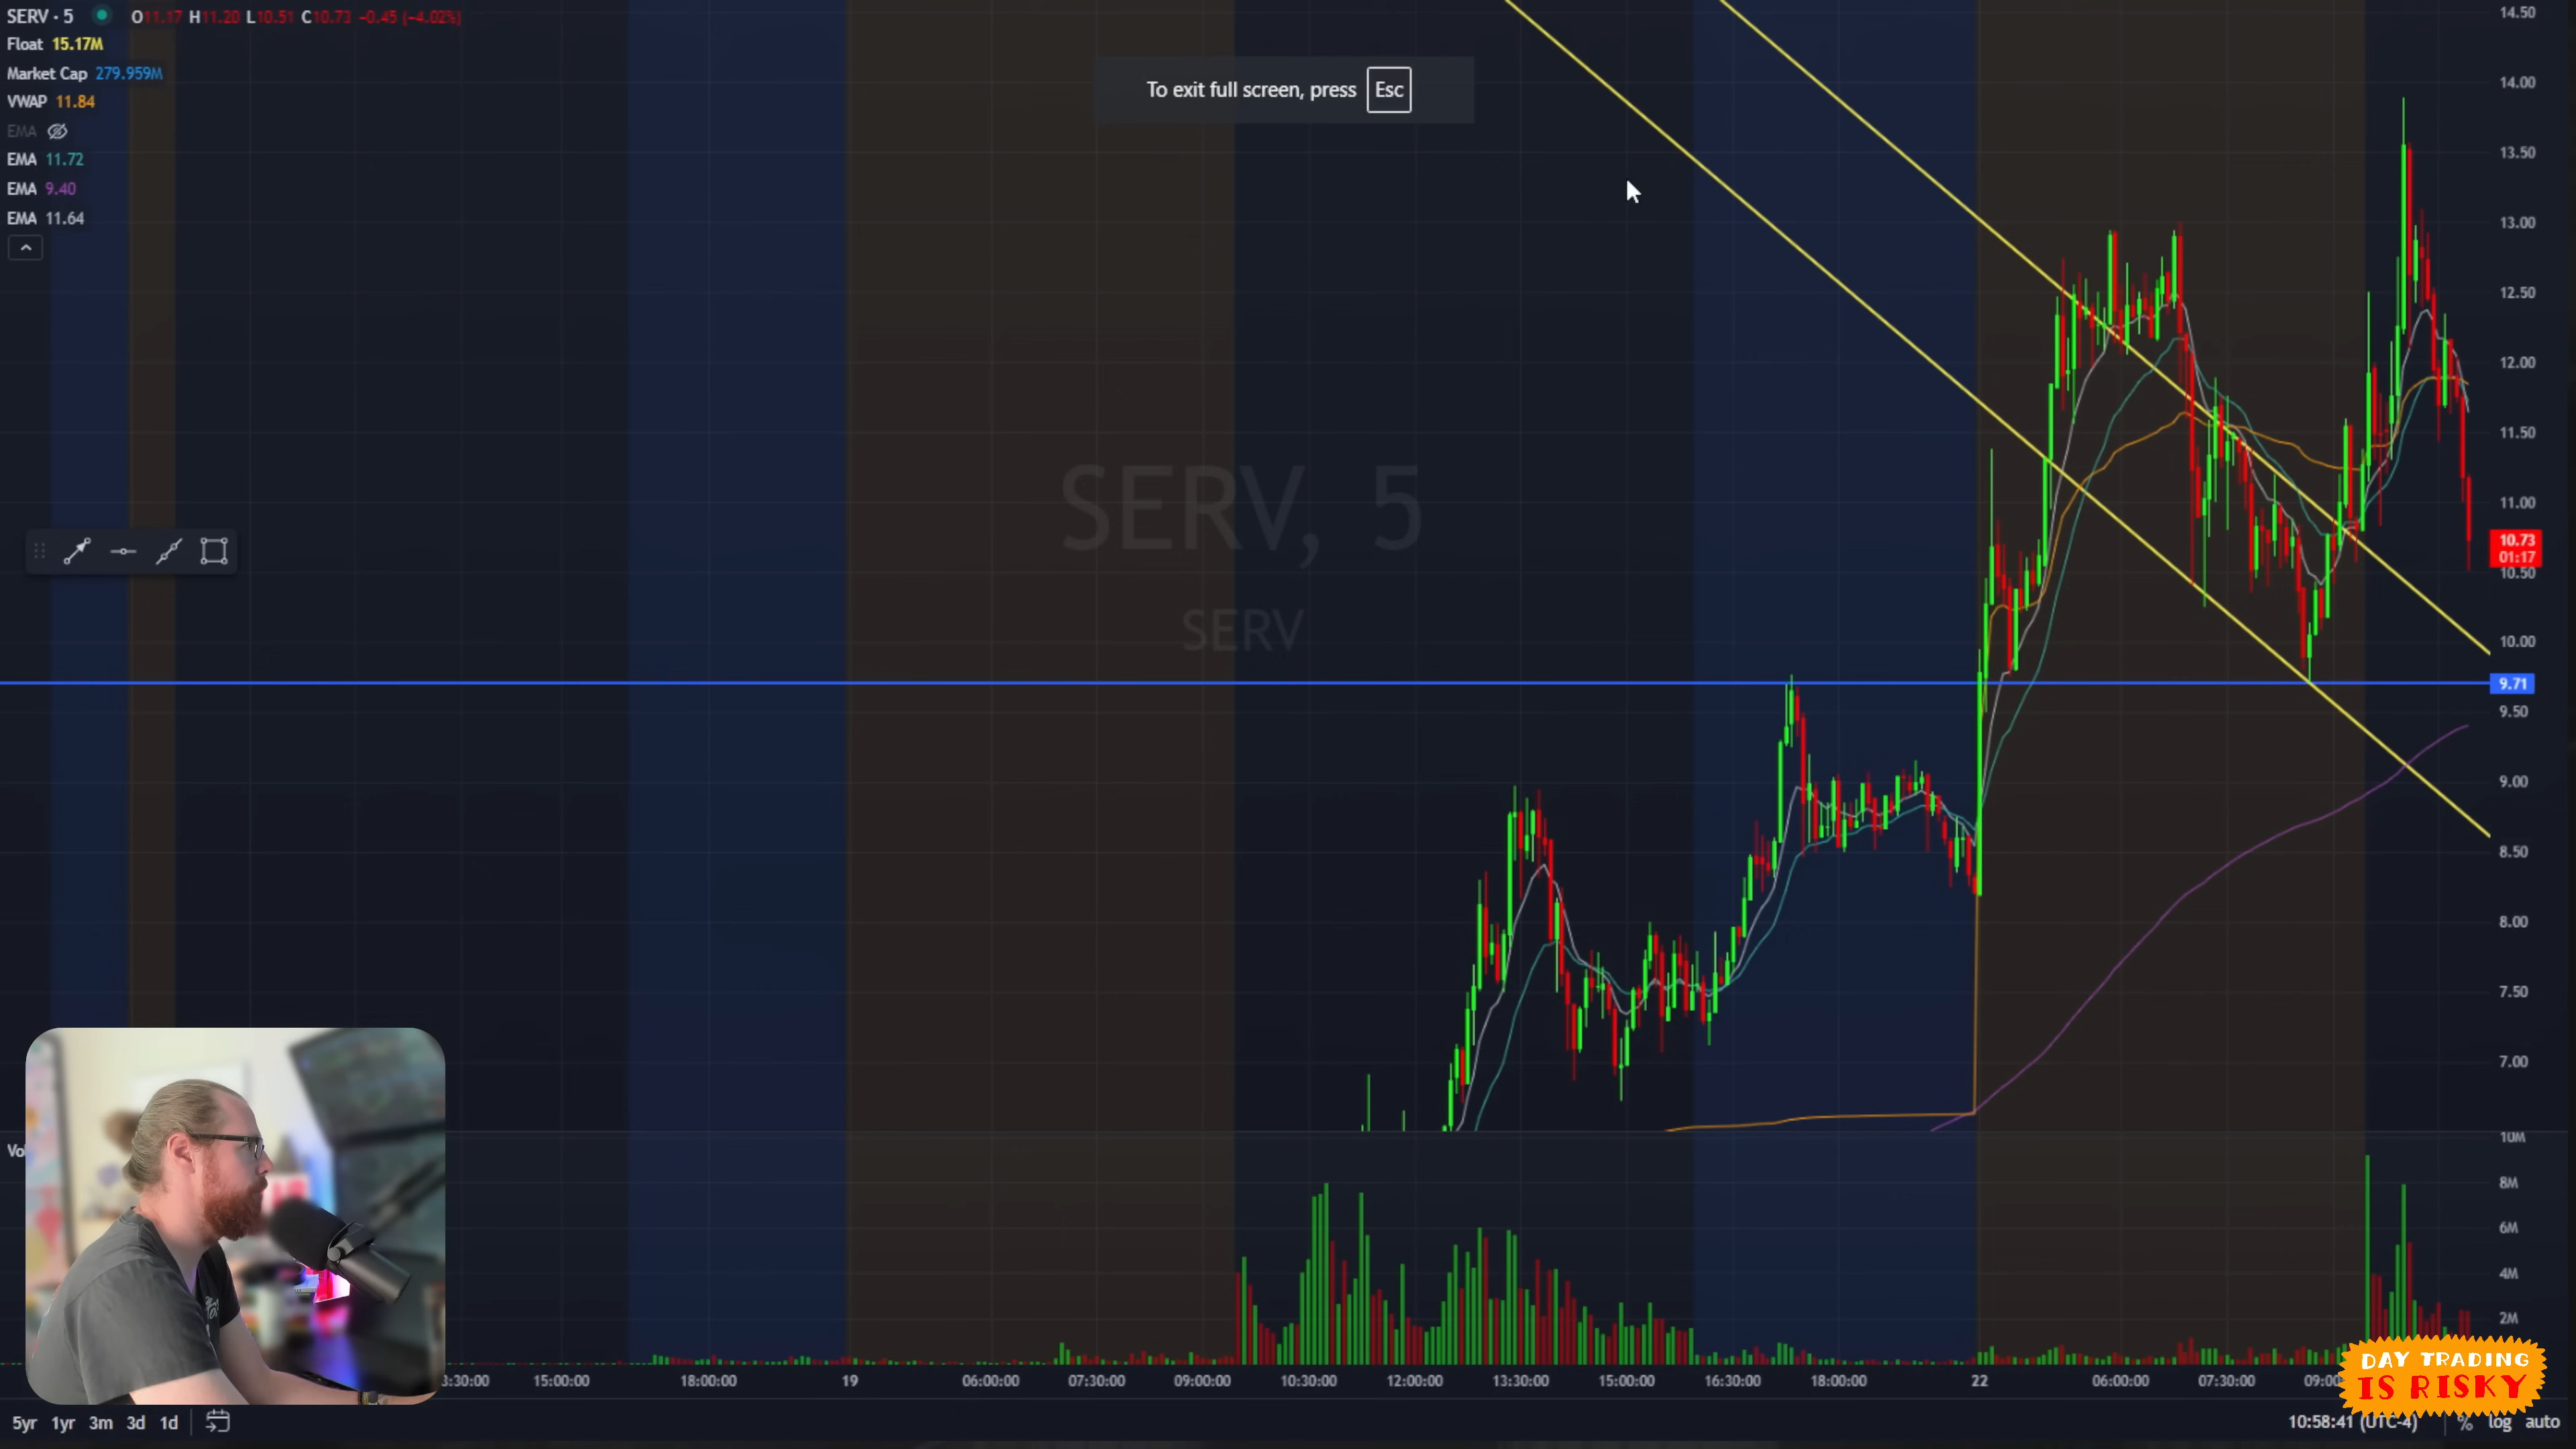 SERV · 5 O11.17 H11.20 L10.51 C10.73 −0.45 (−4.02%)
Float 15.17M
Market Cap 279.959M
VWAP 11.84
EMA
EMA 11.72
EMA 9.40
EMA 11.64
To exit full screen, press Esc
SERV, 5
SERV
14.50
14.00
13.50
13.00
12.50
12.00
11.50
11.00
10.73
01:17
10.50
10.00
9.71
9.50
9.00
8.50
8.00
7.50
7.00
10M
8M
6M
4M
2M
Vo
3:30:00 15:00:00 18:00:00 19 06:00:00 07:30:00 09:00:00 10:30:00 12:00:00 13:30:00 15:00:00 16:30:00 18:00:00 22 06:00:00 07:30:00 09:0
DAY TRADING
IS RISKY
5yr 1yr 3m 3d 1d 10:58:41 (UTC-4) % log auto